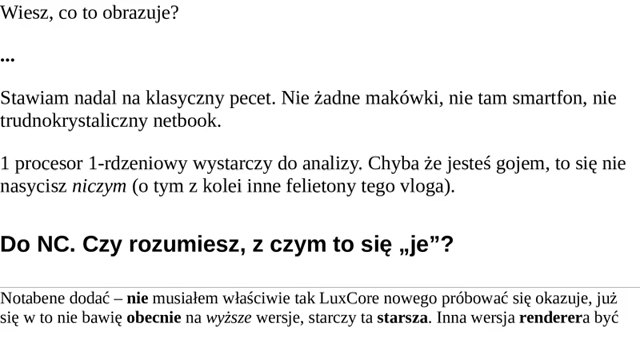 Wiesz, co to obrazuje?
...
Stawiam nadal na klasyczny pecet. Nie żadne makówki, nie tam smartfon, nie
trudnokrystaliczny netbook.
1 procesor 1-rdzeniowy wystarczy do analizy. Chyba że jesteś gojem, to się nie
nasycisz niczym (o tym z kolei inne felietony tego vloga).
Do NC. Czy rozumiesz, z czym to się „je”?
Notabene dodać – nie musiałem właściwie tak LuxCore nowego próbować się okazuje, już
się w to nie bawię obecnie na wyższe wersje, starczy ta starsza. Inna wersja renderera być